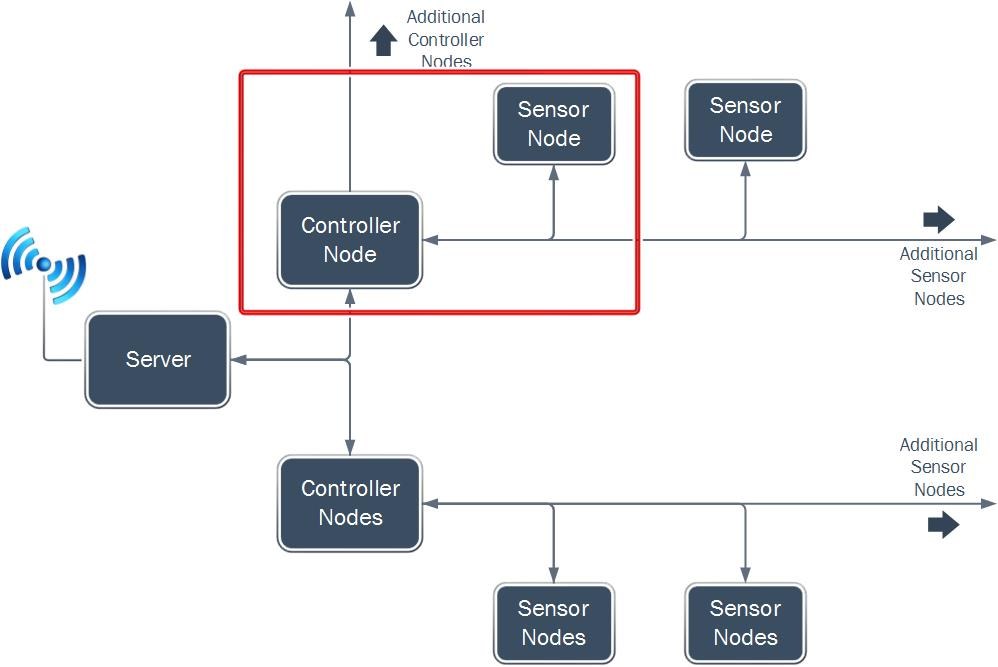 Additional
Controller
Nodes
Sensor
Node
Sensor
Node
Controller
Node
Additional
Sensor
Nodes
Server
Additional
Sensor
Nodes
Controller
Nodes
Sensor
Nodes
Sensor
Nodes